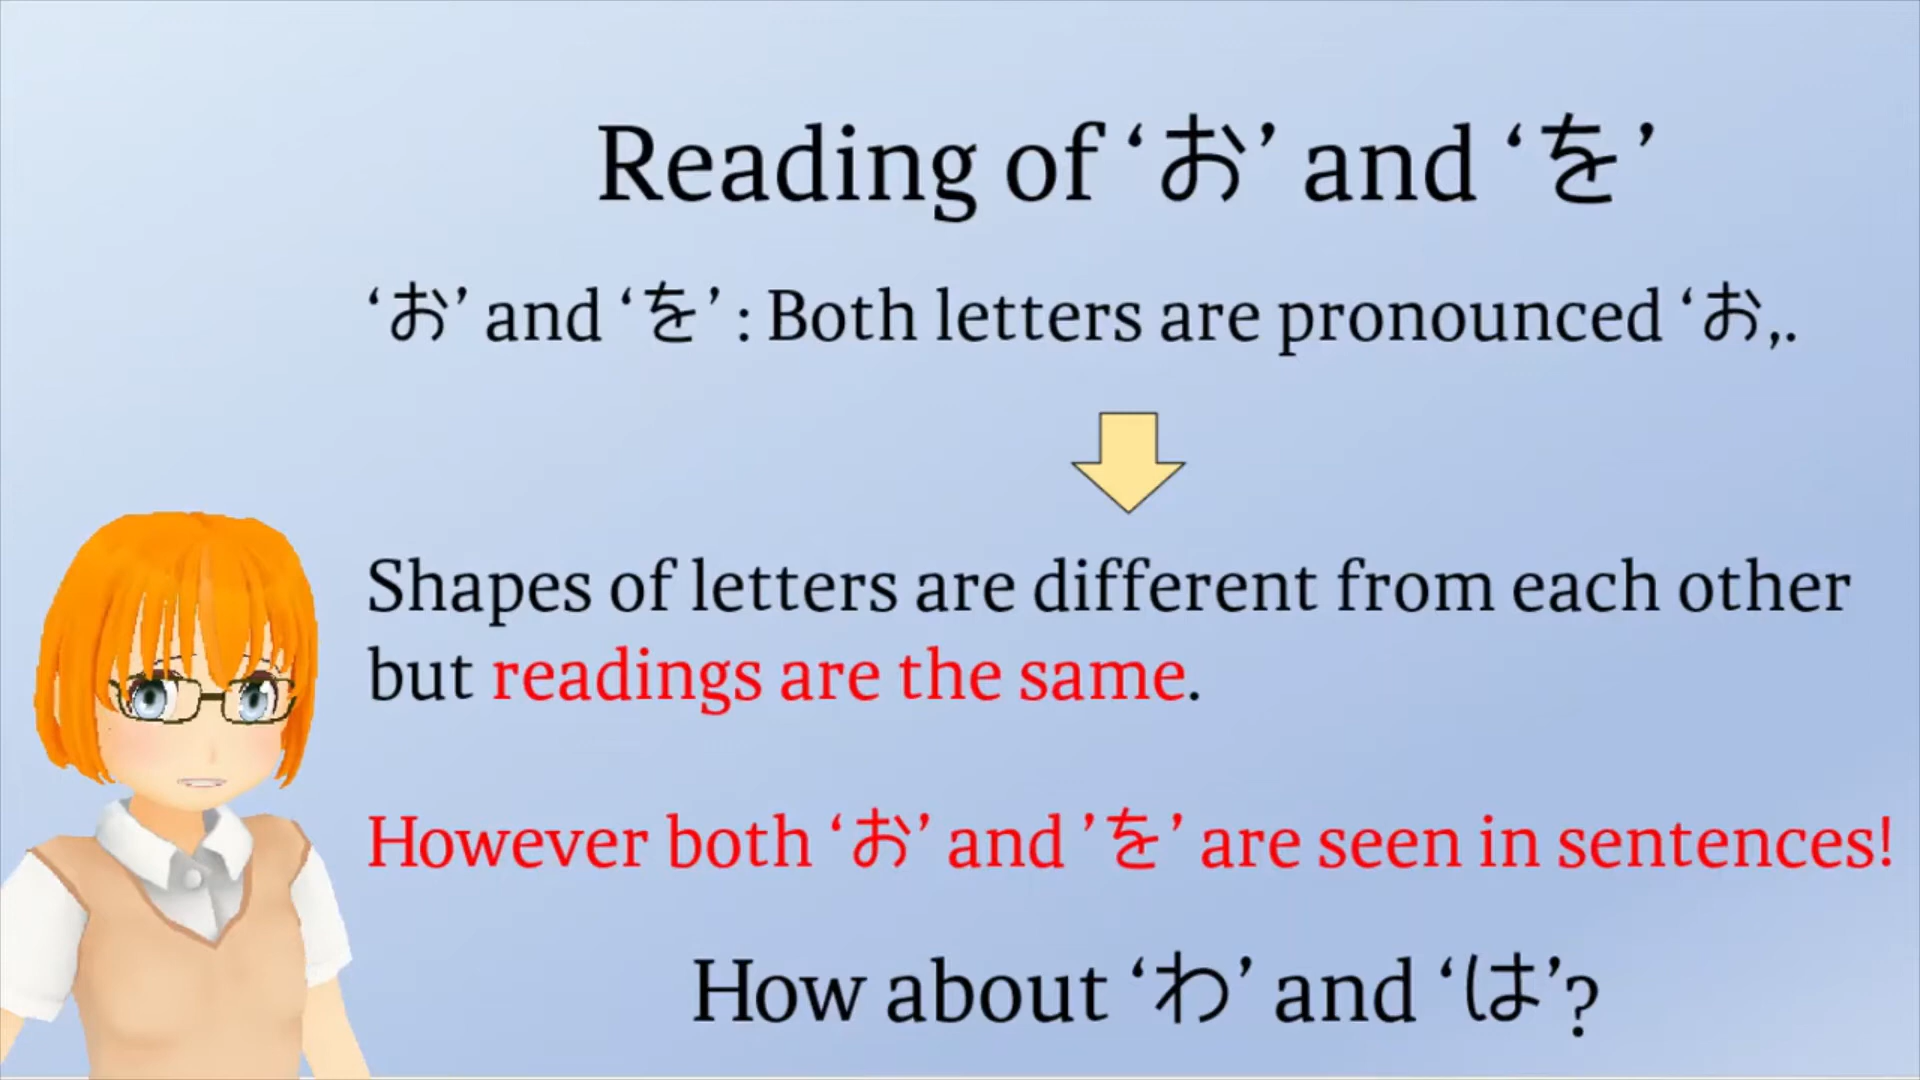 Reading of ‘お’ and ‘を’
‘お’ and ‘を’ : Both letters are pronounced ‘お,.
Shapes of letters are different from each other
but readings are the same.
However both ‘お’ and ’を’ are seen in sentences!
How about ‘わ’ and ‘は’?